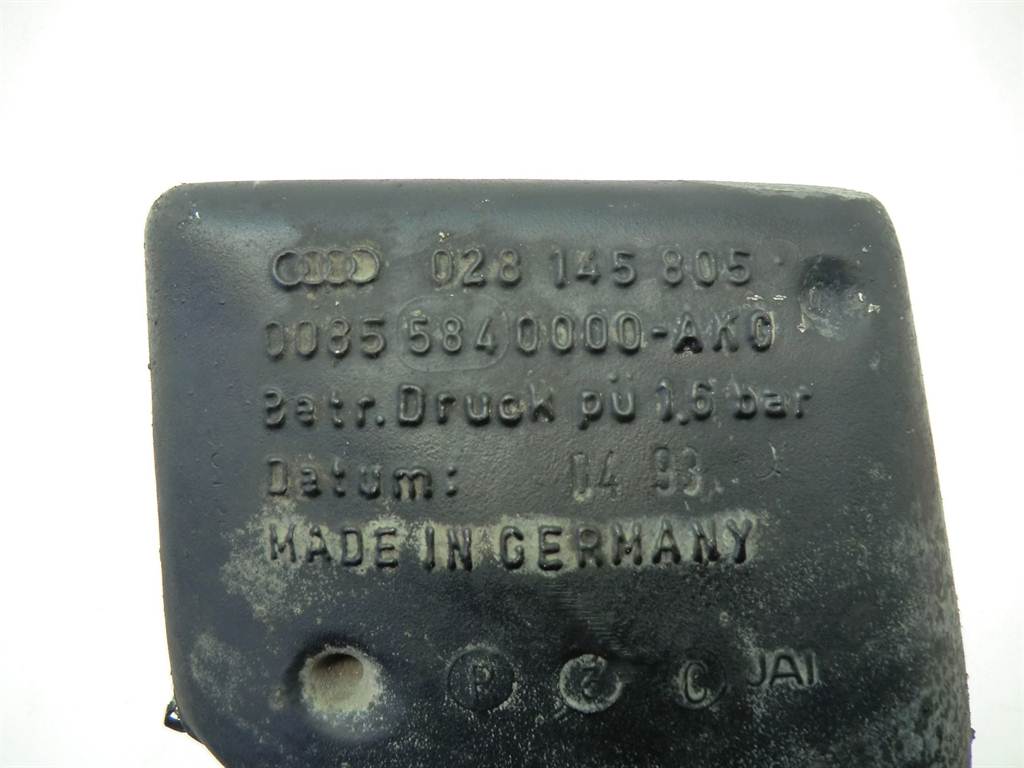 028 145 805
0035 584 0000-AKG
Betr. Druck pü 1,6 bar
Datum: 04 93
MADE IN GERMANY
P C JAI